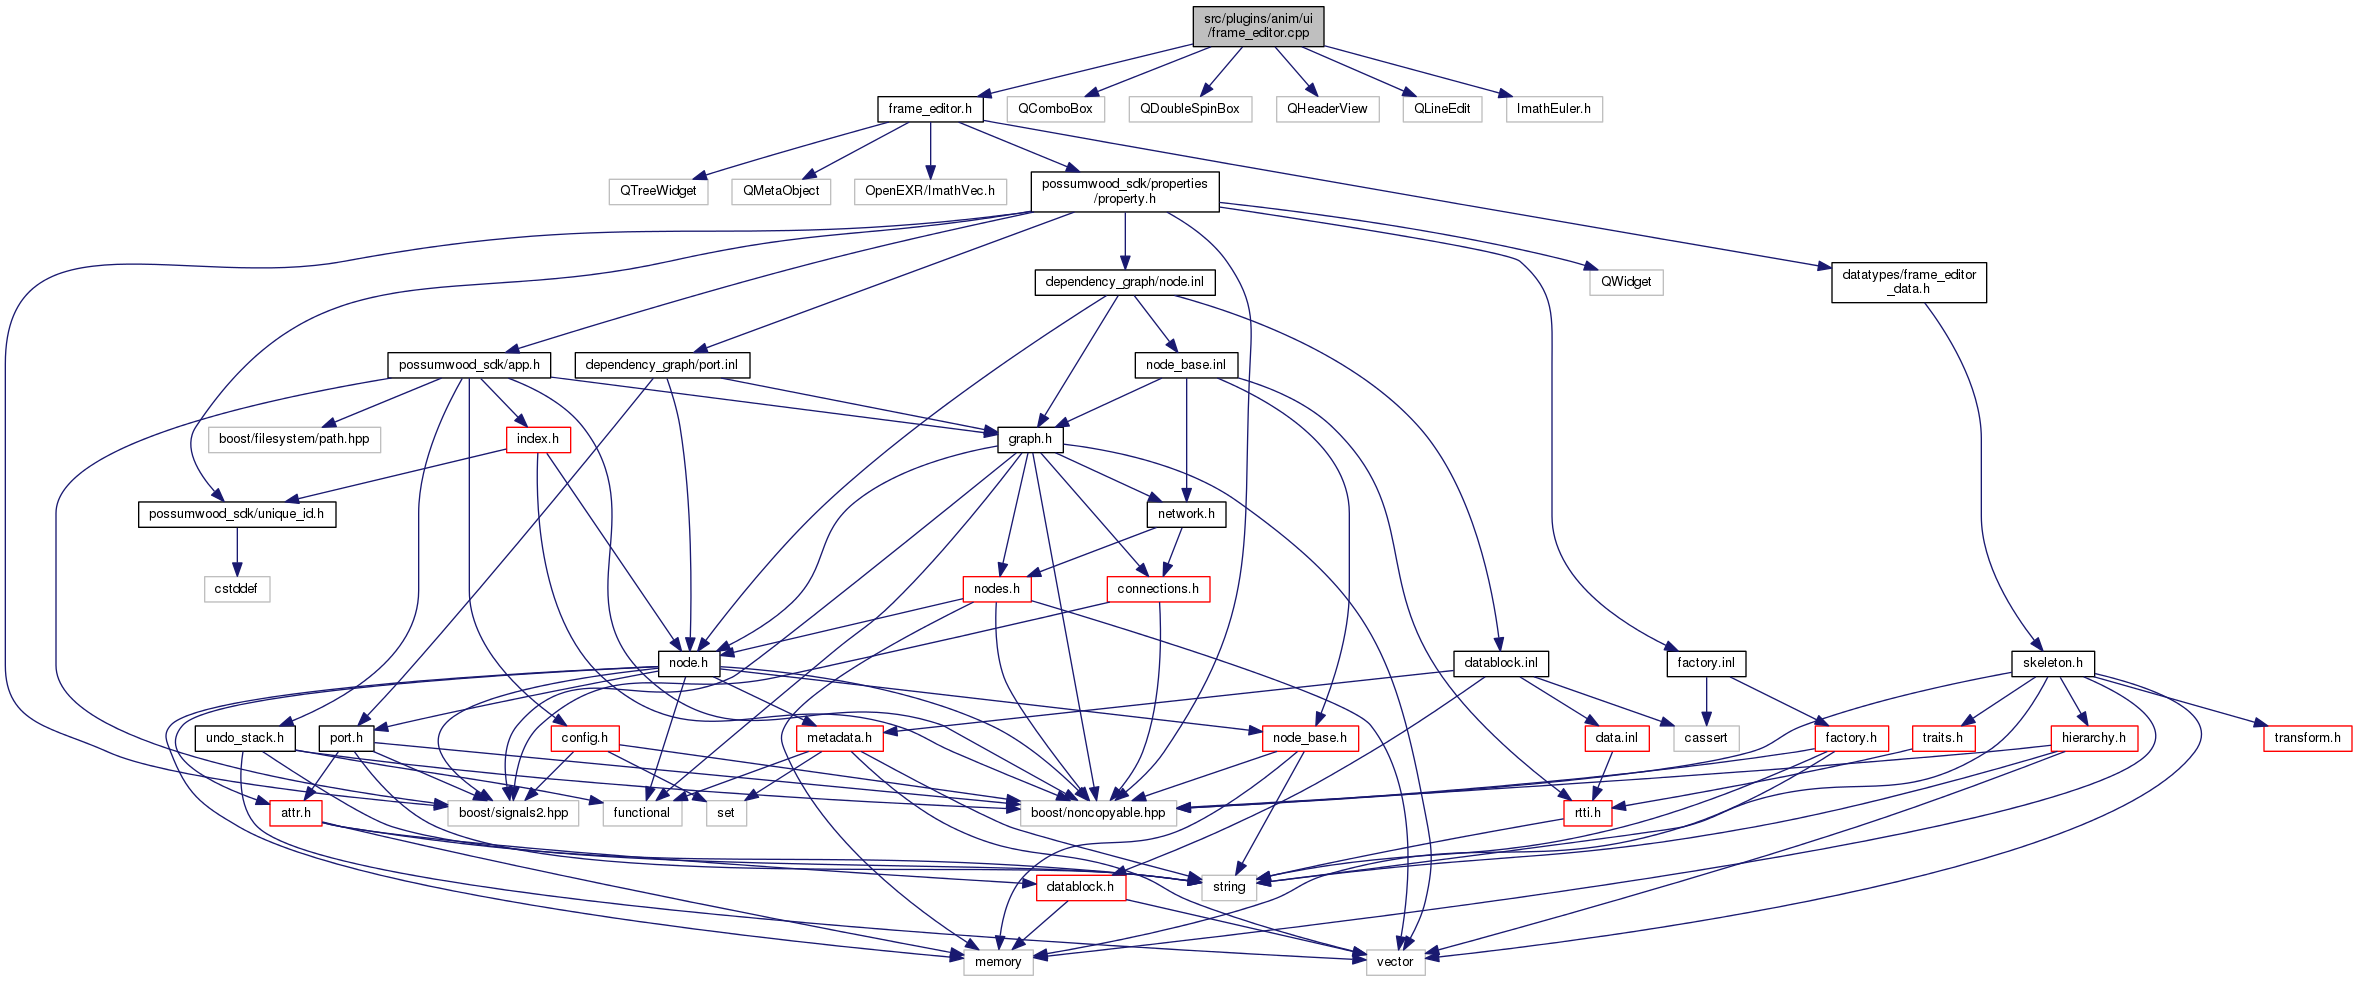 src/plugins/anim/ui
/frame_editor.cpp
frame_editor.h
QComboBox
QDoubleSpinBox
QHeaderView
QLineEdit
ImathEuler.h
QTreeWidget
QMetaObject
OpenEXR/ImathVec.h
possumwood_sdk/properties
/property.h
dependency_graph/node.inl
QWidget
datatypes/frame_editor
_data.h
possumwood_sdk/app.h
dependency_graph/port.inl
node_base.inl
boost/filesystem/path.hpp
index.h
graph.h
possumwood_sdk/unique_id.h
network.h
cstddef
nodes.h
connections.h
node.h
datablock.inl
factory.inl
skeleton.h
undo_stack.h
port.h
config.h
metadata.h
node_base.h
data.inl
cassert
factory.h
traits.h
hierarchy.h
transform.h
attr.h
boost/signals2.hpp
functional
set
boost/noncopyable.hpp
rtti.h
datablock.h
string
memory
vector